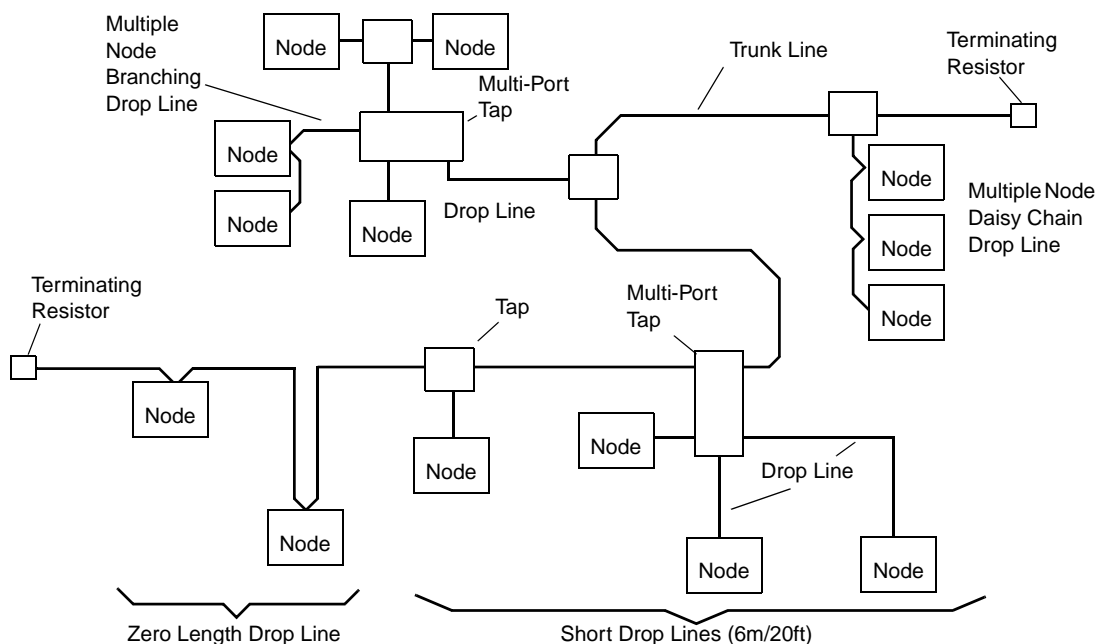 Multiple
Node
Branching
Drop Line
Node
Node
Multi-Port
Tap
Trunk Line
Terminating
Resistor
Node
Node
Node
Drop Line
Node
Node
Node
Multiple Node
Daisy Chain
Drop Line
Terminating
Resistor
Tap
Multi-Port
Tap
Node
Node
Node
Node
Drop Line
Node
Node
Zero Length Drop Line
Short Drop Lines (6m/20ft)